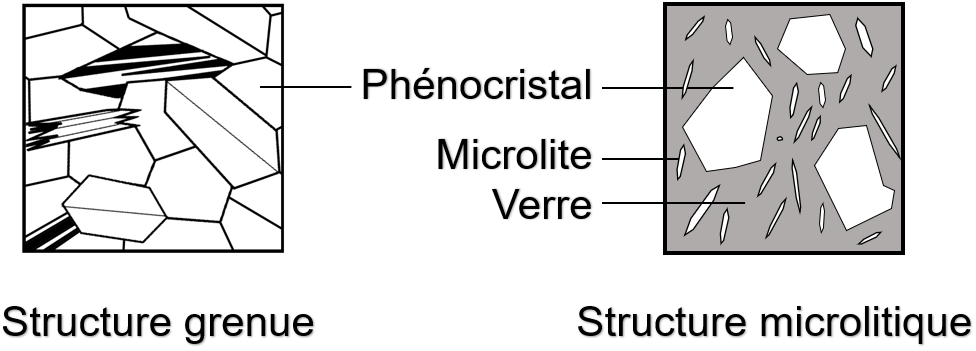 Phénocristal
Microlite
Verre
Structure grenue
Structure microlitique